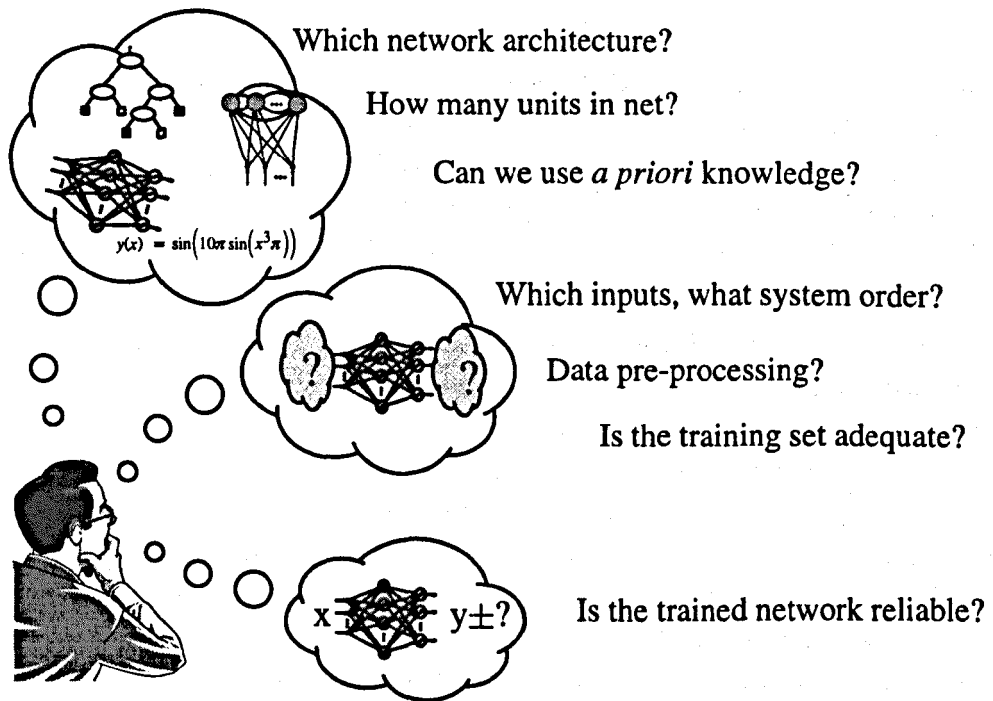 Which network architecture?
How many units in net?
Can we use a priori knowledge?
y(x) = sin(10π sin(x³π))
Which inputs, what system order?
? ?
Data pre-processing?
Is the training set adequate?
x y±?
Is the trained network reliable?